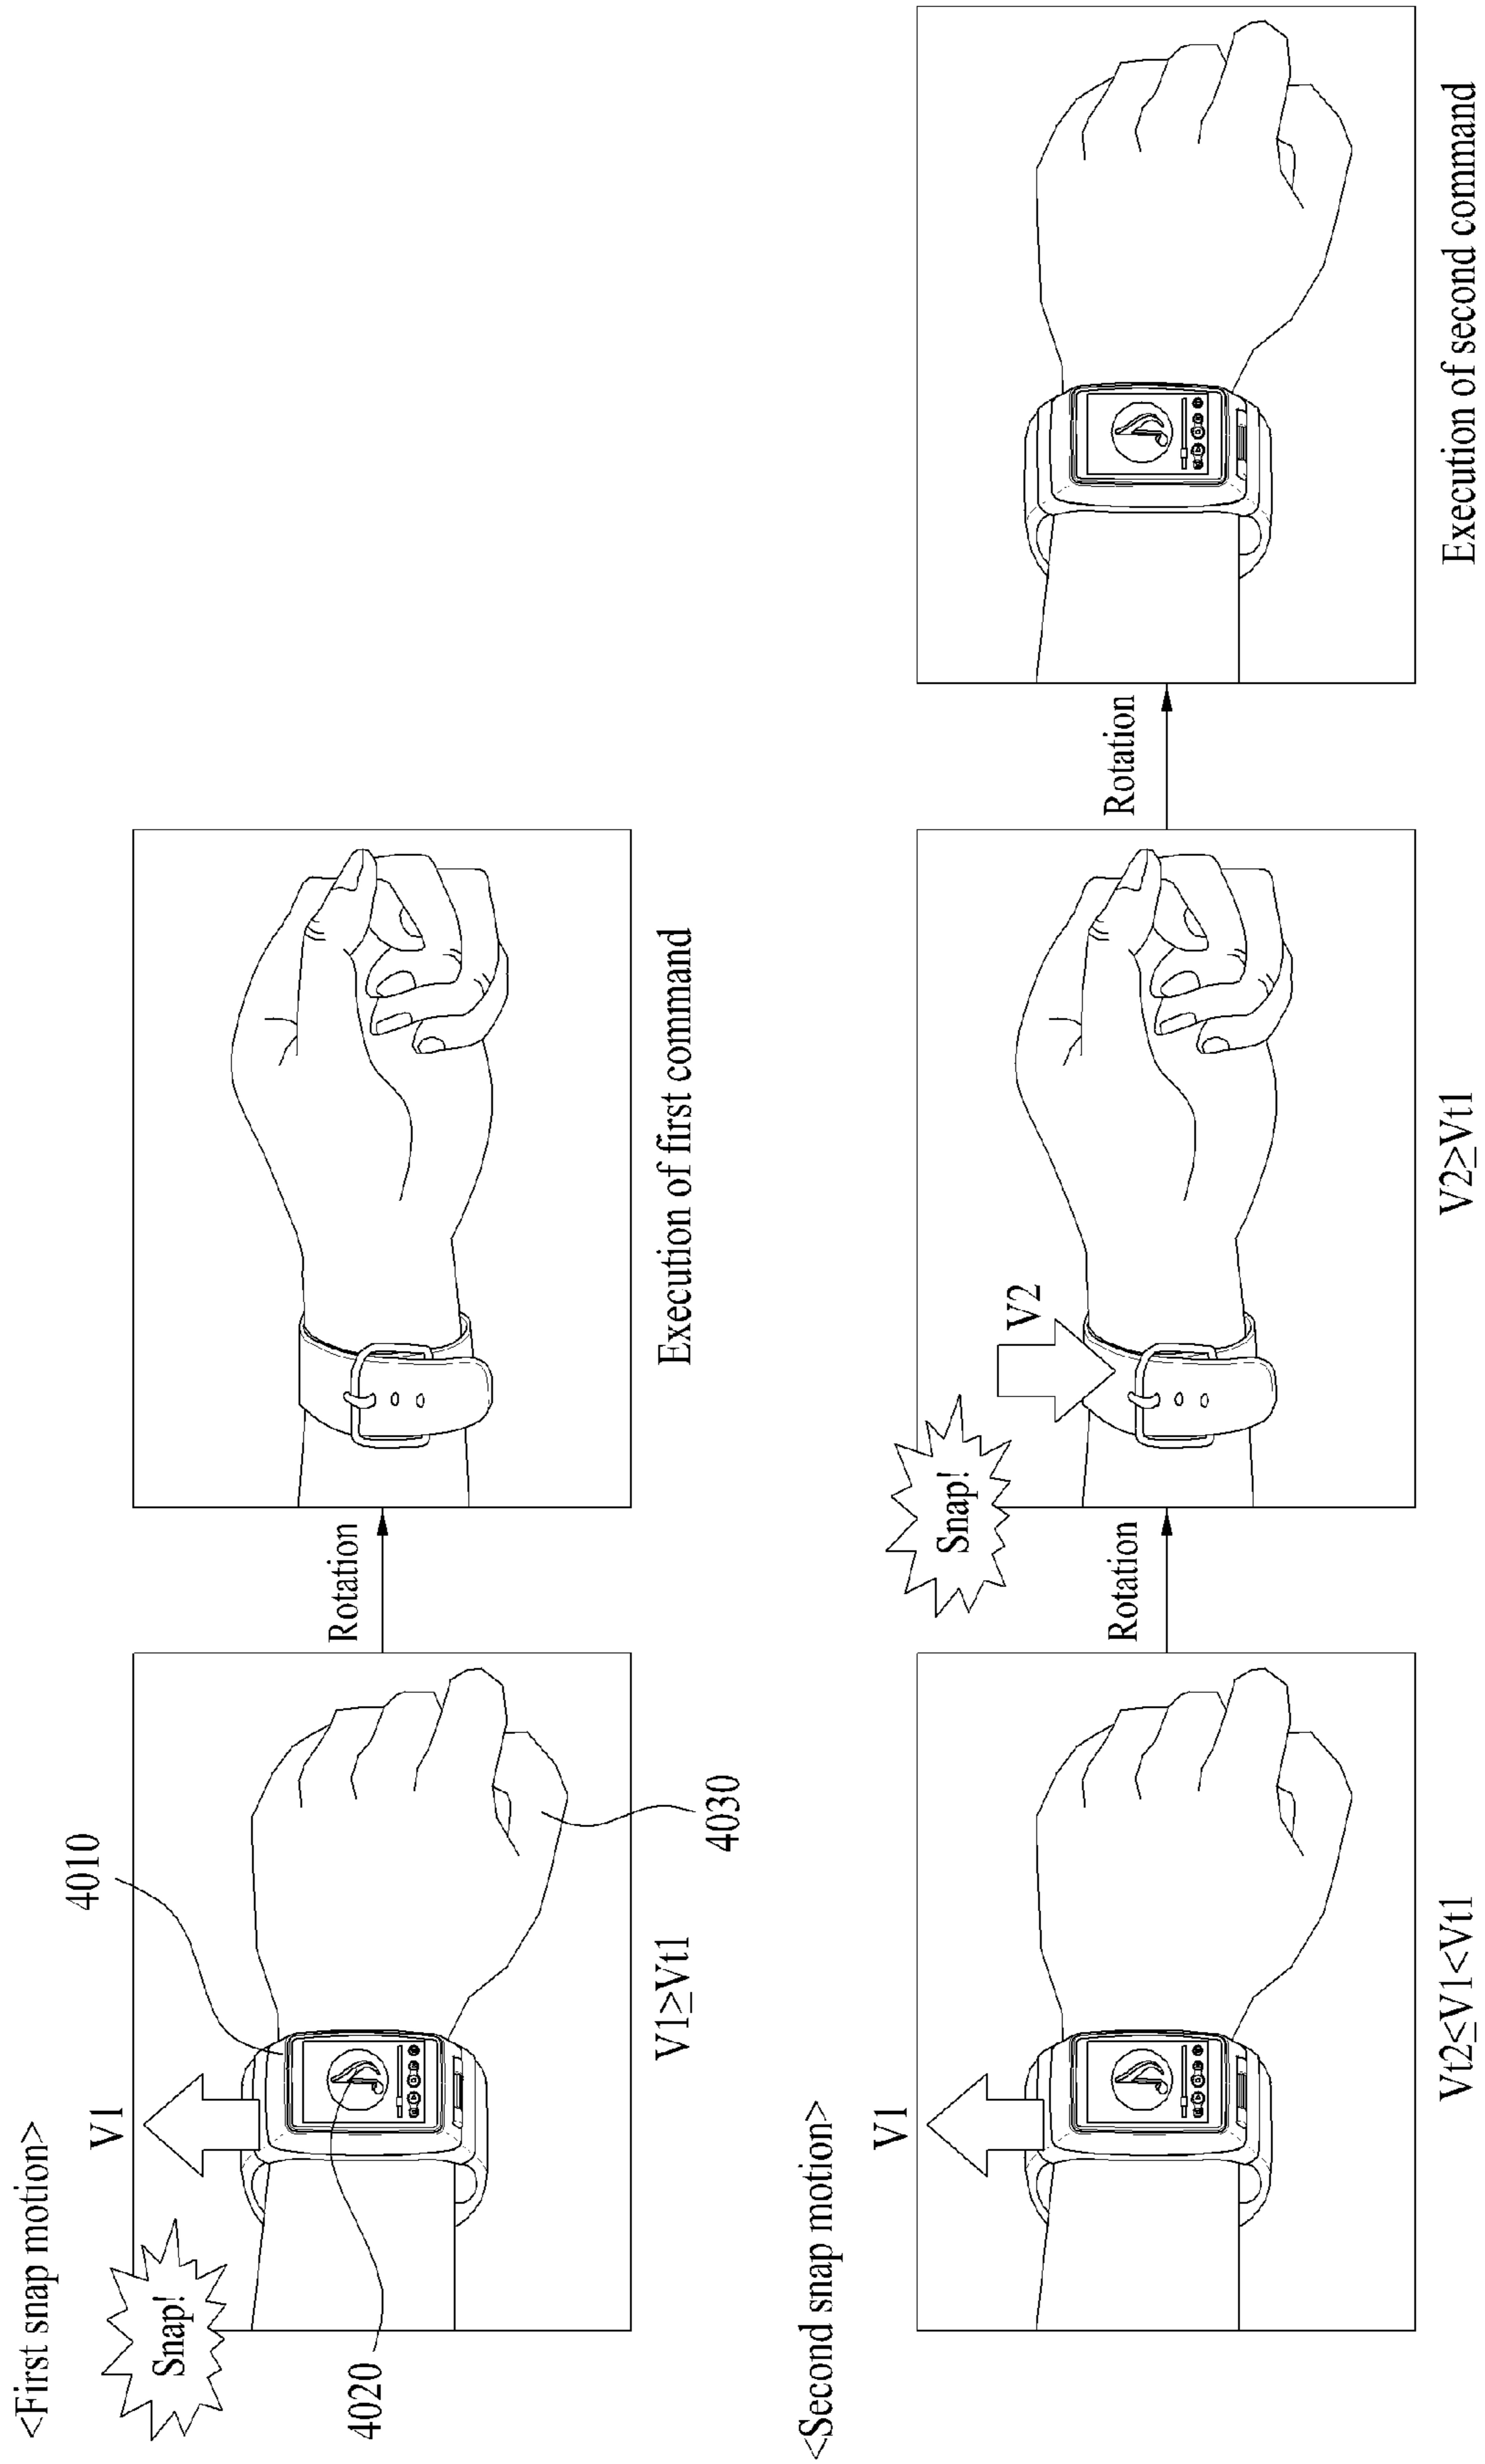 <First snap motion>
Snap!
V1
4010
4020
4030
V1≥Vt1
Rotation
Execution of first command
<Second snap motion>
V1
Vt2≤V1<Vt1
Rotation
Snap!
V2
V2≥Vt1
Rotation
Execution of second command